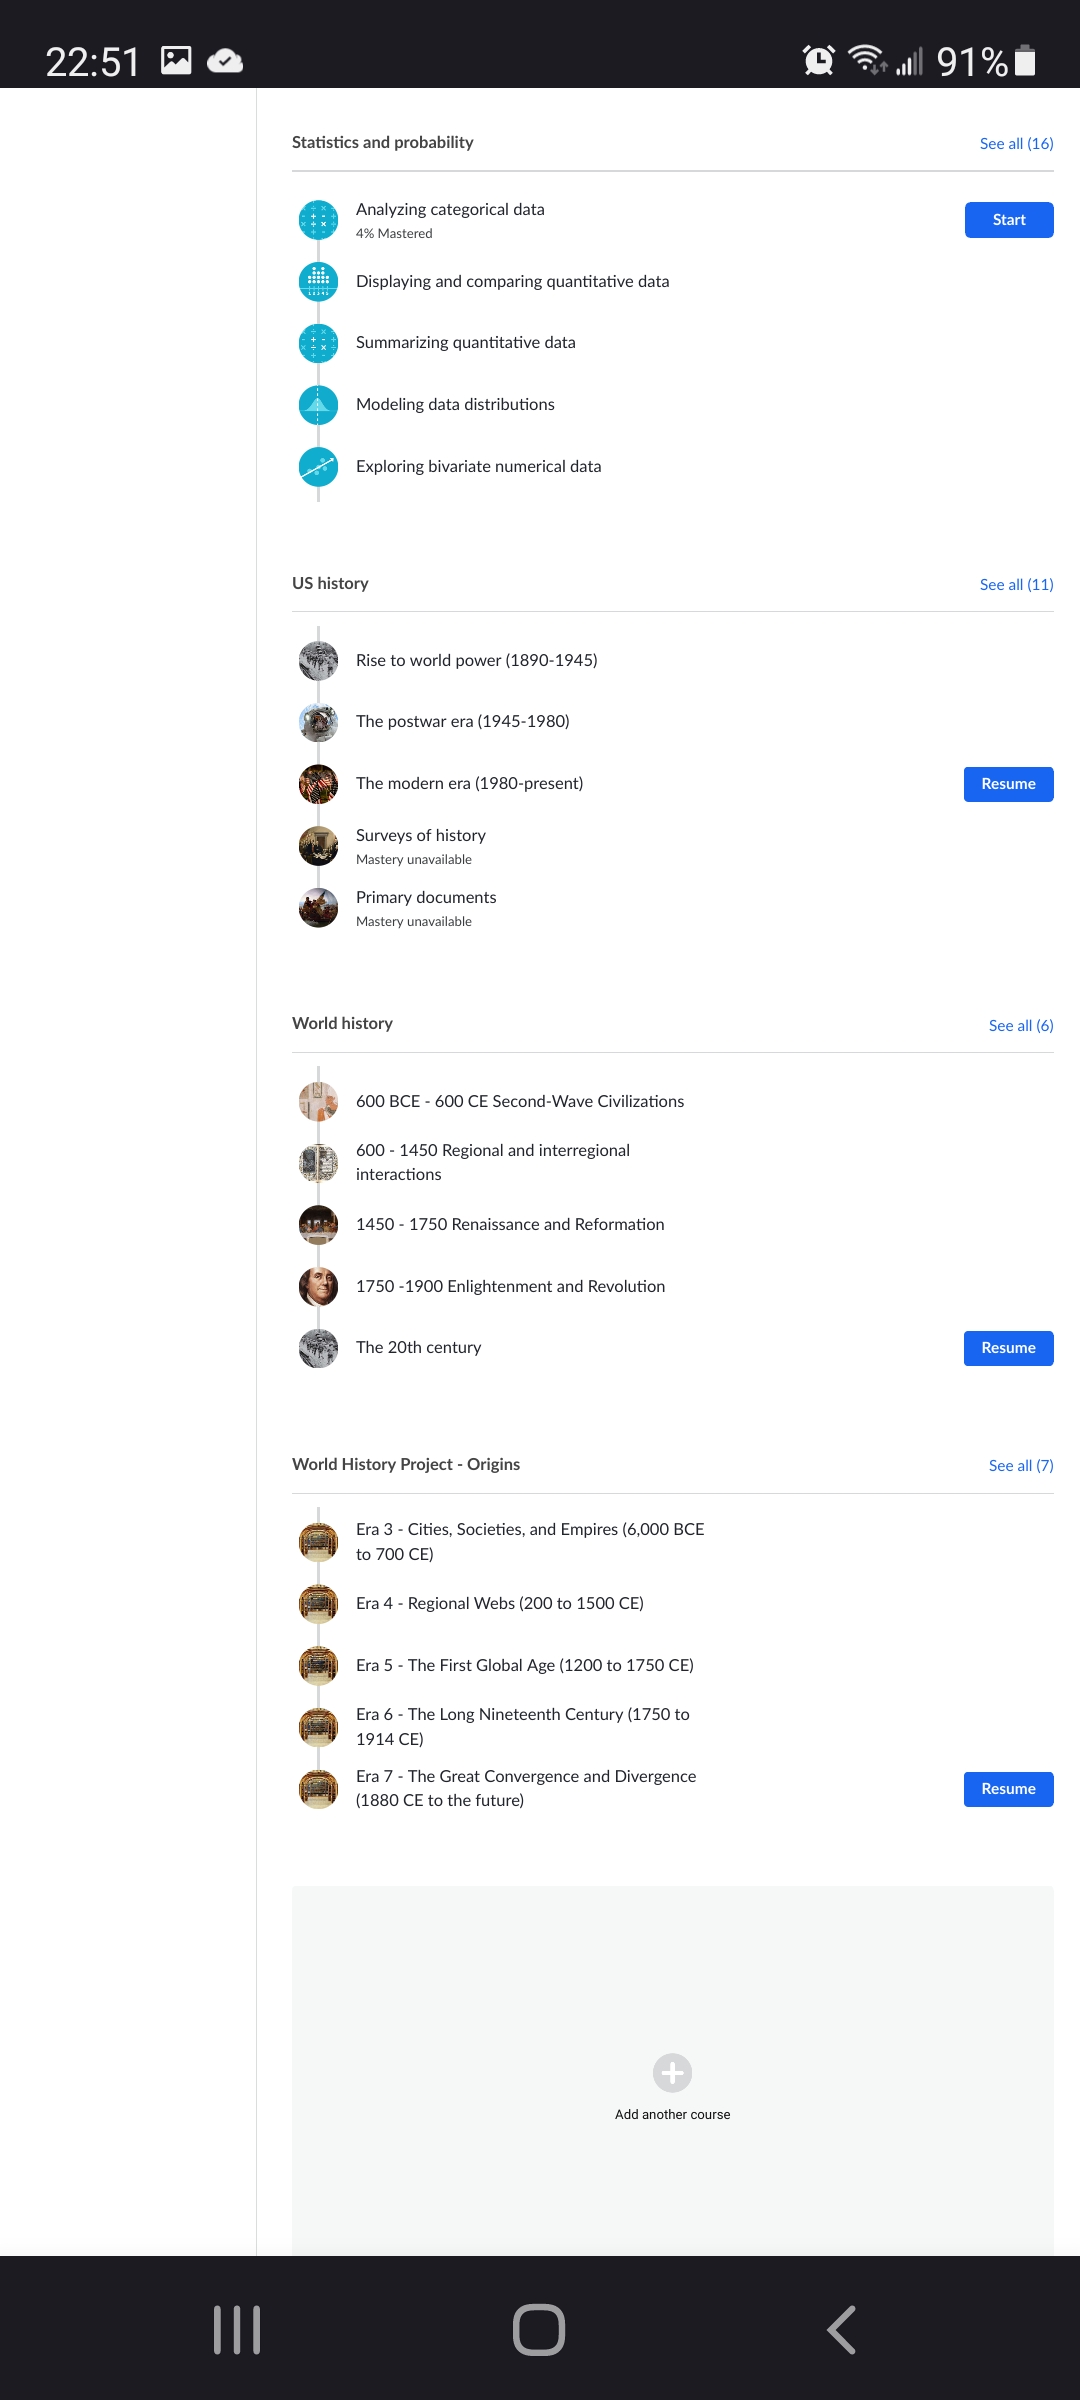 22:51 91%
Statistics and probability See all (16)
Analyzing categorical data
4% Mastered
Start
Displaying and comparing quantitative data
Summarizing quantitative data
Modeling data distributions
Exploring bivariate numerical data
US history See all (11)
Rise to world power (1890-1945)
The postwar era (1945-1980)
The modern era (1980-present) Resume
Surveys of history
Mastery unavailable
Primary documents
Mastery unavailable
World history See all (6)
600 BCE - 600 CE Second-Wave Civilizations
600 - 1450 Regional and interregional
interactions
1450 - 1750 Renaissance and Reformation
1750 -1900 Enlightenment and Revolution
The 20th century Resume
World History Project - Origins See all (7)
Era 3 - Cities, Societies, and Empires (6,000 BCE
to 700 CE)
Era 4 - Regional Webs (200 to 1500 CE)
Era 5 - The First Global Age (1200 to 1750 CE)
Era 6 - The Long Nineteenth Century (1750 to
1914 CE)
Era 7 - The Great Convergence and Divergence
(1880 CE to the future)
Resume
Add another course